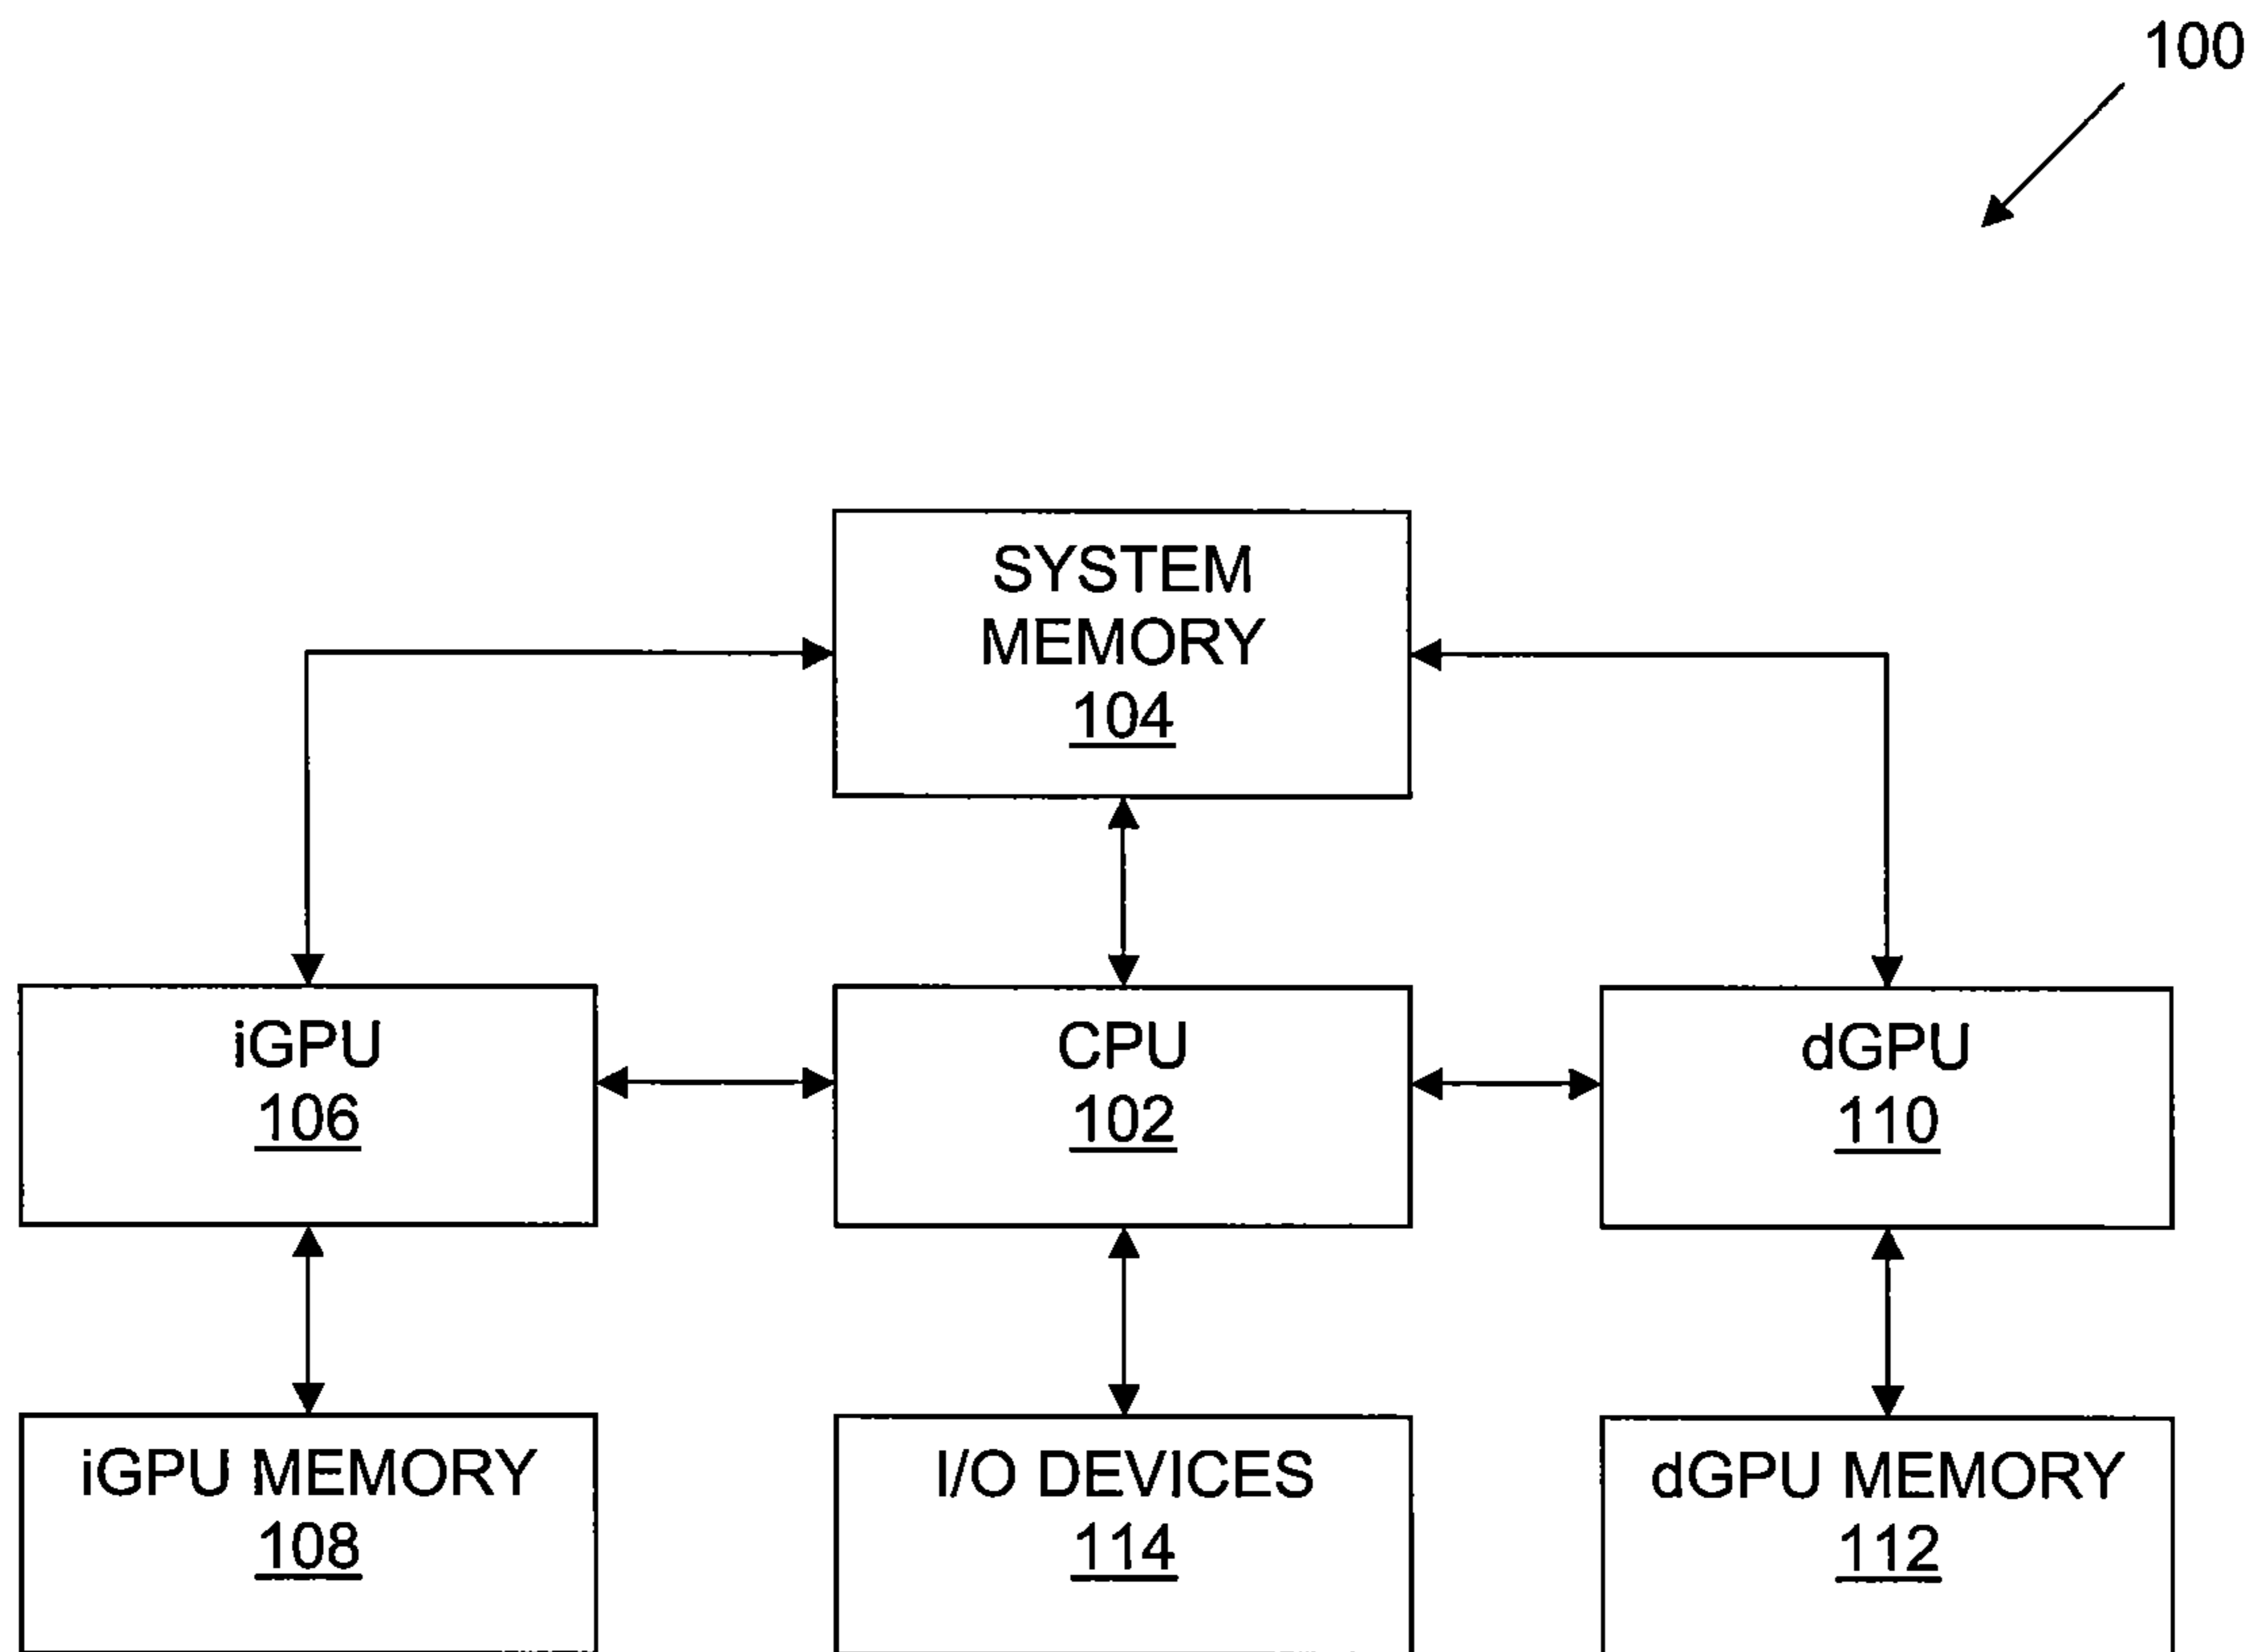 100
SYSTEM
MEMORY
104
iGPU
106
CPU
102
dGPU
110
iGPU MEMORY
108
I/O DEVICES
114
dGPU MEMORY
112